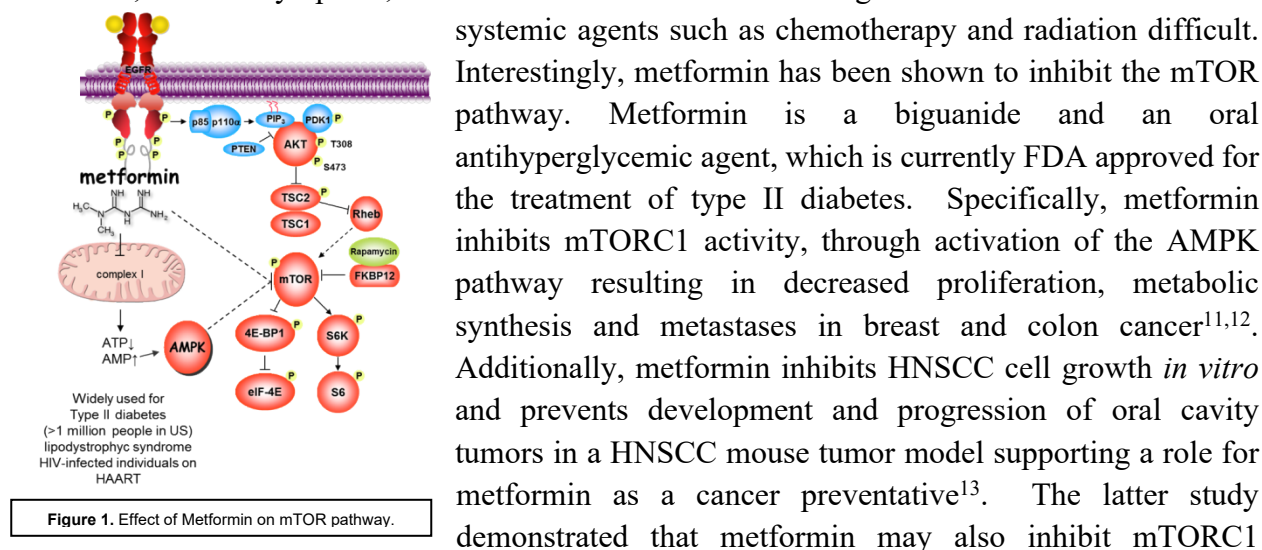 systemic agents such as chemotherapy and radiation difficult.
Interestingly, metformin has been shown to inhibit the mTOR
pathway. Metformin is a biguanide and an oral
antihyperglycemic agent, which is currently FDA approved for
the treatment of type II diabetes. Specifically, metformin
inhibits mTORC1 activity, through activation of the AMPK
pathway resulting in decreased proliferation, metabolic
synthesis and metastases in breast and colon cancer11,12.
Additionally, metformin inhibits HNSCC cell growth in vitro
and prevents development and progression of oral cavity
tumors in a HNSCC mouse tumor model supporting a role for
metformin as a cancer preventative13. The latter study
demonstrated that metformin may also inhibit mTORC1
EGFR
P P
P P
P P
p85 p110α
PIP3
PDK1 P
PTEN
AKT
P T308
P S473
metformin
NH NH
H3C
N
N
H
NH2
CH3
TSC2 P
TSC1
Rheb
complex I
Rapamycin
FKBP12
P
mTOR
ATP↓
AMP↑
AMPK
4E-BP1 P
S6K P
eIF-4E P
S6 P
Widely used for
Type II diabetes
(>1 million people in US)
lipodystrophyc syndrome
HIV-infected individuals on
HAART
Figure 1. Effect of Metformin on mTOR pathway.